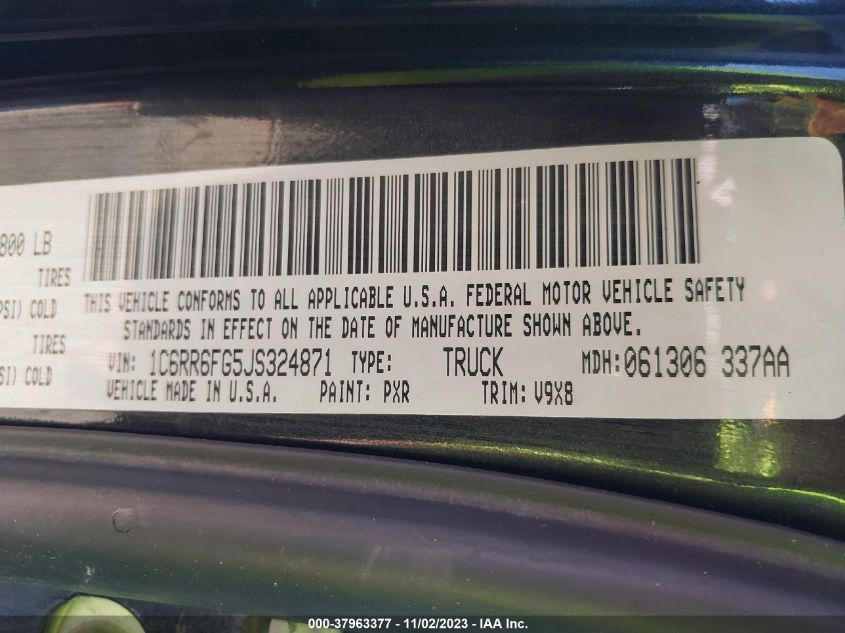 800 LB
TIRES
PSI) COLD
TIRES
SI) COLD
THIS VEHICLE CONFORMS TO ALL APPLICABLE U.S.A. FEDERAL MOTOR VEHICLE SAFETY
STANDARDS IN EFFECT ON THE DATE OF MANUFACTURE SHOWN ABOVE.
VIN: 1C6RR6FG5JS324871 TYPE: TRUCK MDH:061306 337AA
VEHICLE MADE IN U.S.A. PAINT: PXR TRIM: V9X8
000-37963377 - 11/02/2023 - IAA Inc.